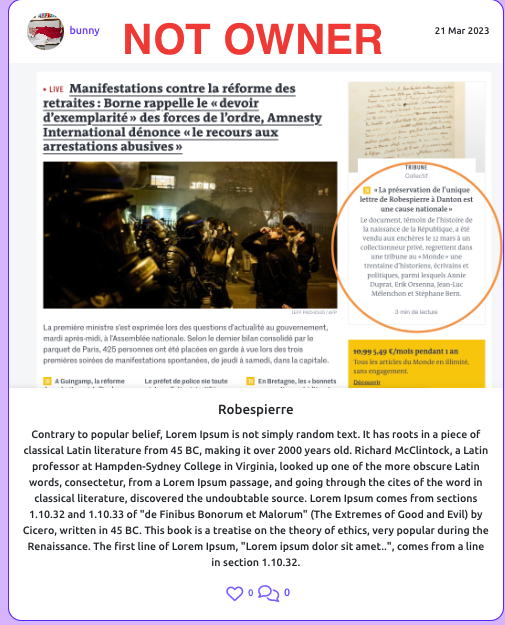 bunny
NOT OWNER
21 Mar 2023
• LIVE Manifestations contre la réforme des
retraites : Borne rappelle le « devoir
d'exemplarité » des forces de l'ordre, Amnesty
International dénonce « le recours aux
arrestations abusives »
LEFF PACHOUD / AFP
La première ministre s'est exprimée lors des questions d'actualité au gouvernement,
mardi après-midi, à l'Assemblée nationale. Selon le dernier bilan consolidé par le
parquet de Paris, 425 personnes ont été placées en garde à vue lors des trois
premières soirées de manifestations spontanées, de jeudi à samedi, dans la capitale.
A Guingamp, la réforme
Le préfet de police nie toute
En Bretagne, les « bonnets
TRIBUNE
Collectif
« La préservation de l'unique
lettre de Robespierre à Danton est
une cause nationale »
Le document, témoin de l'histoire de
la naissance de la République, a été
vendu aux enchères le 12 mars à un
collectionneur privé, regrettent dans
une tribune au « Monde » une
trentaine d'historiens, écrivains et
politiques, parmi lesquels Annie
Duprat, Erik Orsenna, Jean-Luc
Mélenchon et Stéphane Bern.
3 min de lecture
10,99 5,49 €/mois pendant 1 an
Tous les articles du Monde en illimité,
sans engagement.
Découvrir
Robespierre
Contrary to popular belief, Lorem Ipsum is not simply random text. It has roots in a piece of
classical Latin literature from 45 BC, making it over 2000 years old. Richard McClintock, a Latin
professor at Hampden-Sydney College in Virginia, looked up one of the more obscure Latin
words, consectetur, from a Lorem Ipsum passage, and going through the cites of the word in
classical literature, discovered the undoubtable source. Lorem Ipsum comes from sections
1.10.32 and 1.10.33 of "de Finibus Bonorum et Malorum" (The Extremes of Good and Evil) by
Cicero, written in 45 BC. This book is a treatise on the theory of ethics, very popular during the
Renaissance. The first line of Lorem Ipsum, "Lorem ipsum dolor sit amet..", comes from a line
in section 1.10.32.
0 0